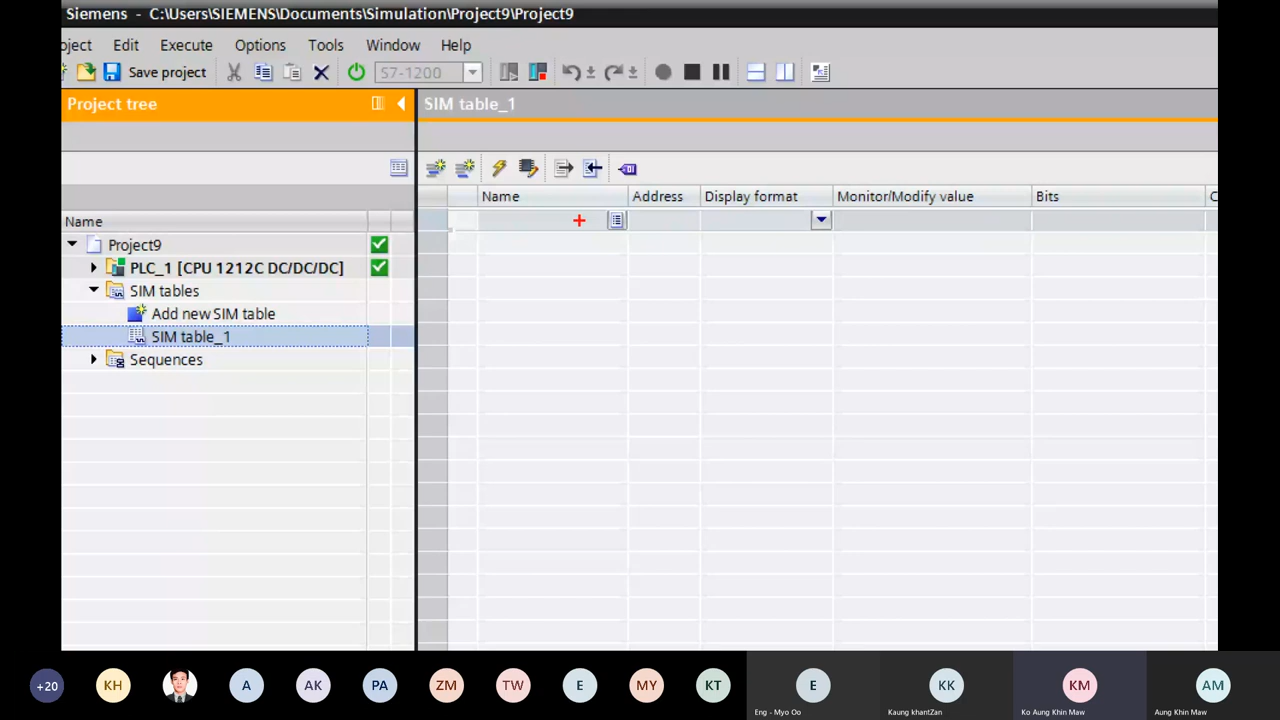 Siemens - C:\Users\SIEMENS\Documents\Simulation\Project9\Project9
oject Edit Execute Options Tools Window Help
Save project S7-1200
Project tree
SIM table_1
Name Address Display format Monitor/Modify value Bits C
Name
Project9
PLC_1 [CPU 1212C DC/DC/DC]
SIM tables
Add new SIM table
SIM table_1
Sequences
+20 KH A AK PA ZM TW E MY KT E KK KM AM
Eng - Myo Oo Kaung khantZan Ko Aung Khin Maw Aung Khin Maw